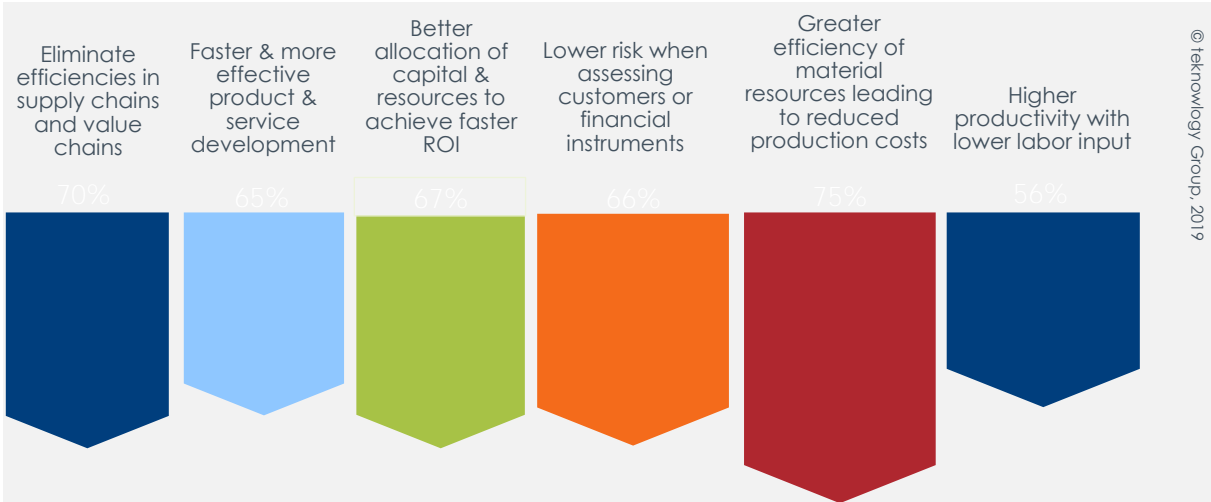 Eliminate
efficiencies in
supply chains
and value
chains
70%
Faster & more
effective
product &
service
development
65%
Better
allocation of
capital &
resources to
achieve faster
ROI
67%
Lower risk when
assessing
customers or
financial
instruments
66%
Greater
efficiency of
material
resources leading
to reduced
production costs
75%
Higher
productivity with
lower labor input
56%
© teknowlogy Group, 2019